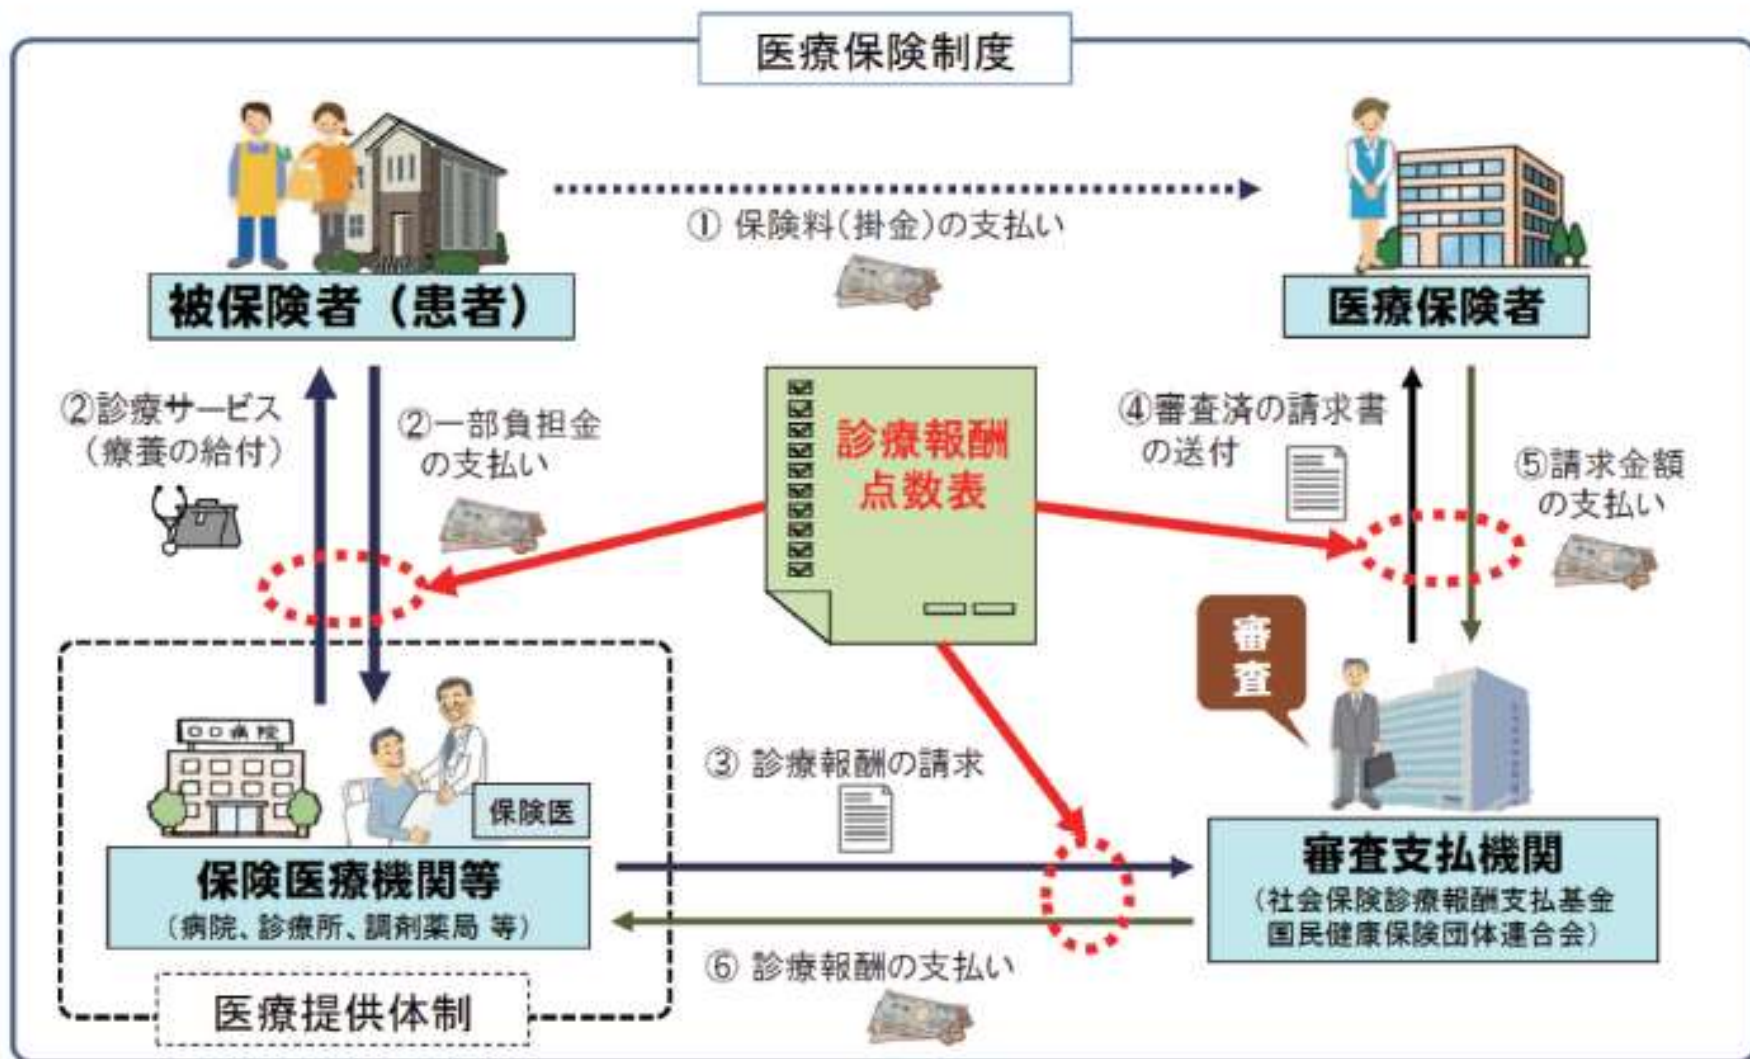 医療保険制度
① 保険料(掛金)の支払い
被保険者（患者）
医療保険者
②診療サービス
（療養の給付）
②一部負担金
の支払い
診療報酬
点数表
④審査済の請求書
の送付
⑤請求金額
の支払い
審
査
〇〇病院
保険医
③ 診療報酬の請求
保険医療機関等
（病院、診療所、調剤薬局 等）
審査支払機関
（社会保険診療報酬支払基金
国民健康保険団体連合会）
⑥ 診療報酬の支払い
医療提供体制